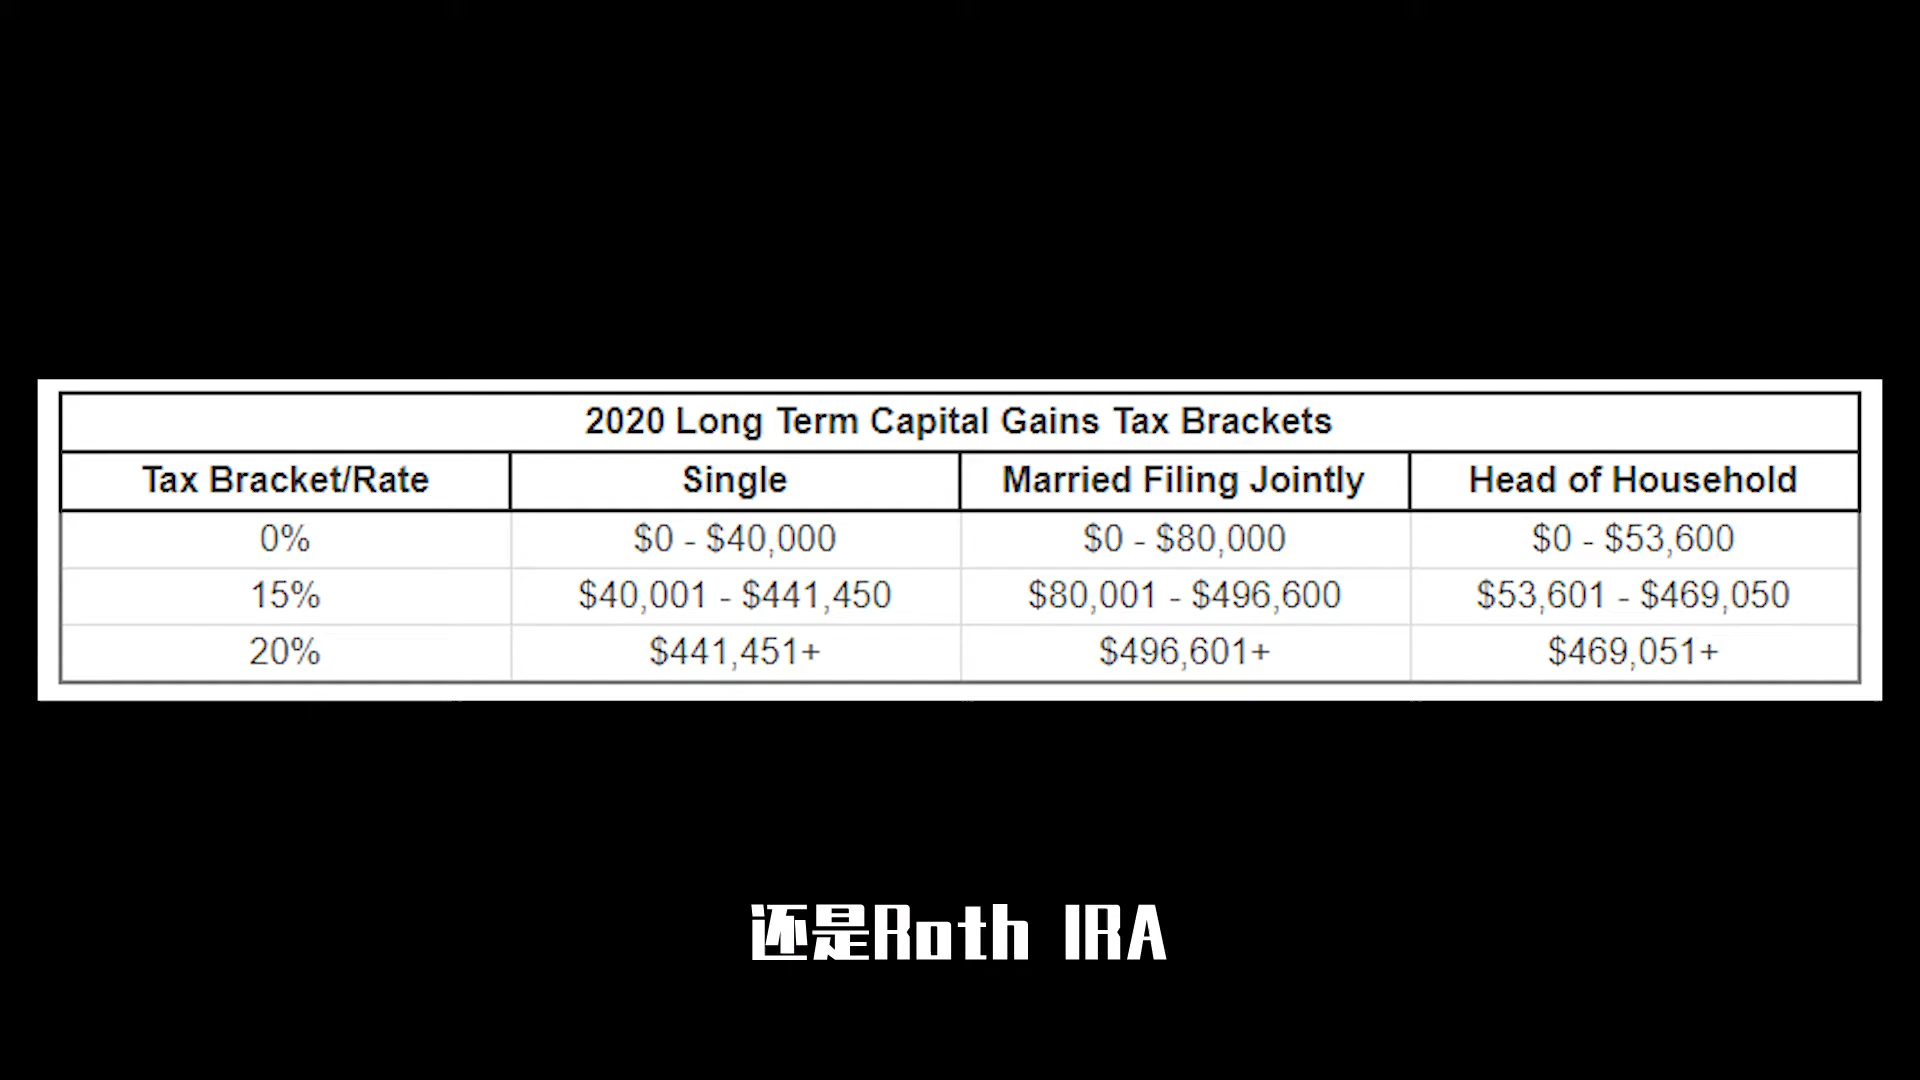 2020 Long Term Capital Gains Tax Brackets
Tax Bracket/Rate Single Married Filing Jointly Head of Household
0% $0 - $40,000 $0 - $80,000 $0 - $53,600
15% $40,001 - $441,450 $80,001 - $496,600 $53,601 - $469,050
20% $441,451+ $496,601+ $469,051+
还是Roth IRA